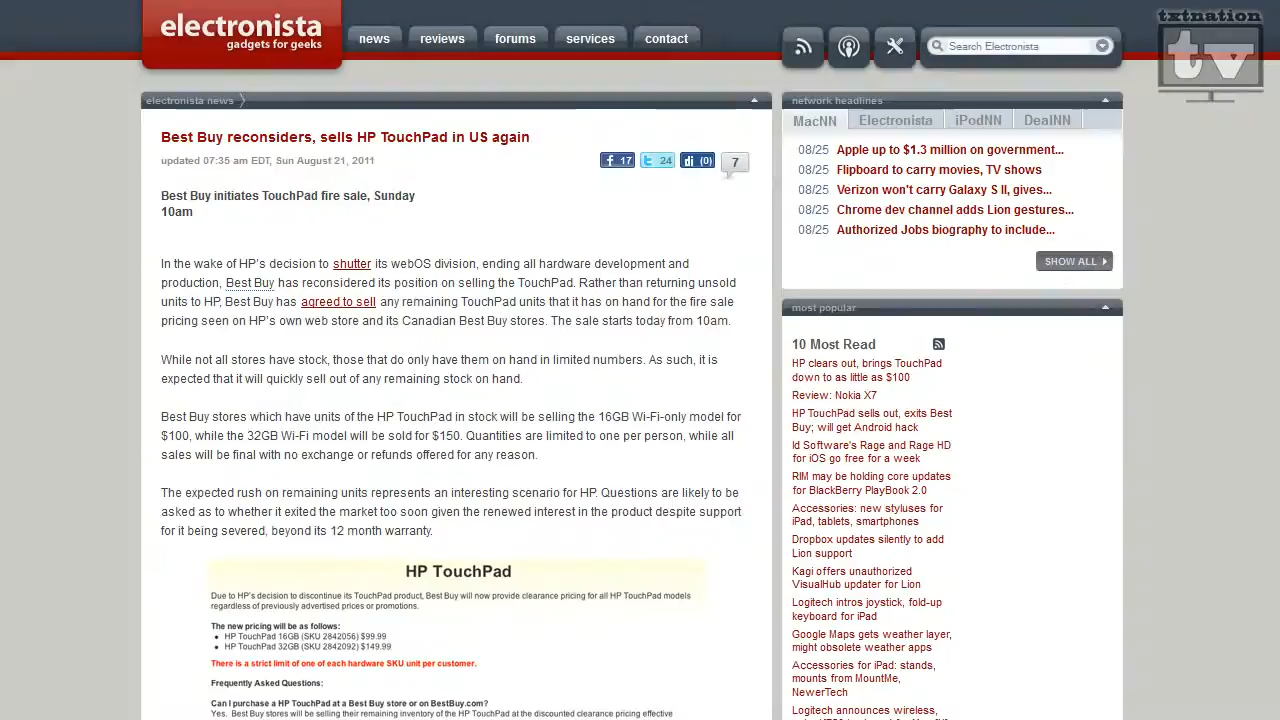 electronista
gadgets for geeks
news
reviews
forums
services
contact
Search Electronista
txtnation
tv
electronista news
Best Buy reconsiders, sells HP TouchPad in US again
updated 07:35 am EDT, Sun August 21, 2011
17
24
(0)
7
Best Buy initiates TouchPad fire sale, Sunday
10am
In the wake of HP's decision to shutter its webOS division, ending all hardware development and
production, Best Buy has reconsidered its position on selling the TouchPad. Rather than returning unsold
units to HP, Best Buy has agreed to sell any remaining TouchPad units that it has on hand for the fire sale
pricing seen on HP's own web store and its Canadian Best Buy stores. The sale starts today from 10am.
While not all stores have stock, those that do only have them on hand in limited numbers. As such, it is
expected that it will quickly sell out of any remaining stock on hand.
Best Buy stores which have units of the HP TouchPad in stock will be selling the 16GB Wi-Fi-only model for
$100, while the 32GB Wi-Fi model will be sold for $150. Quantities are limited to one per person, while all
sales will be final with no exchange or refunds offered for any reason.
The expected rush on remaining units represents an interesting scenario for HP. Questions are likely to be
asked as to whether it exited the market too soon given the renewed interest in the product despite support
for it being severed, beyond its 12 month warranty.
HP TouchPad
Due to HP's decision to discontinue its TouchPad product, Best Buy will now provide clearance pricing for all HP TouchPad models
regardless of previously advertised prices or promotions.
The new pricing will be as follows:
• HP TouchPad 16GB (SKU 2842056) $99.99
• HP TouchPad 32GB (SKU 2842092) $149.99
There is a strict limit of one of each hardware SKU unit per customer.
Frequently Asked Questions:
Can I purchase a HP TouchPad at a Best Buy store or on BestBuy.com?
Yes. Best Buy stores will be selling their remaining inventory of the HP TouchPad at the discounted clearance pricing effective
network headlines
MacNN
Electronista
iPodNN
DealNN
08/25 Apple up to $1.3 million on government...
08/25 Flipboard to carry movies, TV shows
08/25 Verizon won't carry Galaxy S II, gives...
08/25 Chrome dev channel adds Lion gestures...
08/25 Authorized Jobs biography to include...
SHOW ALL
most popular
10 Most Read
HP clears out, brings TouchPad
down to as little as $100
Review: Nokia X7
HP TouchPad sells out, exits Best
Buy; will get Android hack
Id Software's Rage and Rage HD
for iOS go free for a week
RIM may be holding core updates
for BlackBerry PlayBook 2.0
Accessories: new styluses for
iPad, tablets, smartphones
Dropbox updates silently to add
Lion support
Kagi offers unauthorized
VisualHub updater for Lion
Logitech intros joystick, fold-up
keyboard for iPad
Google Maps gets weather layer,
might obsolete weather apps
Accessories for iPad: stands,
mounts from MountMe,
NewerTech
Logitech announces wireless,